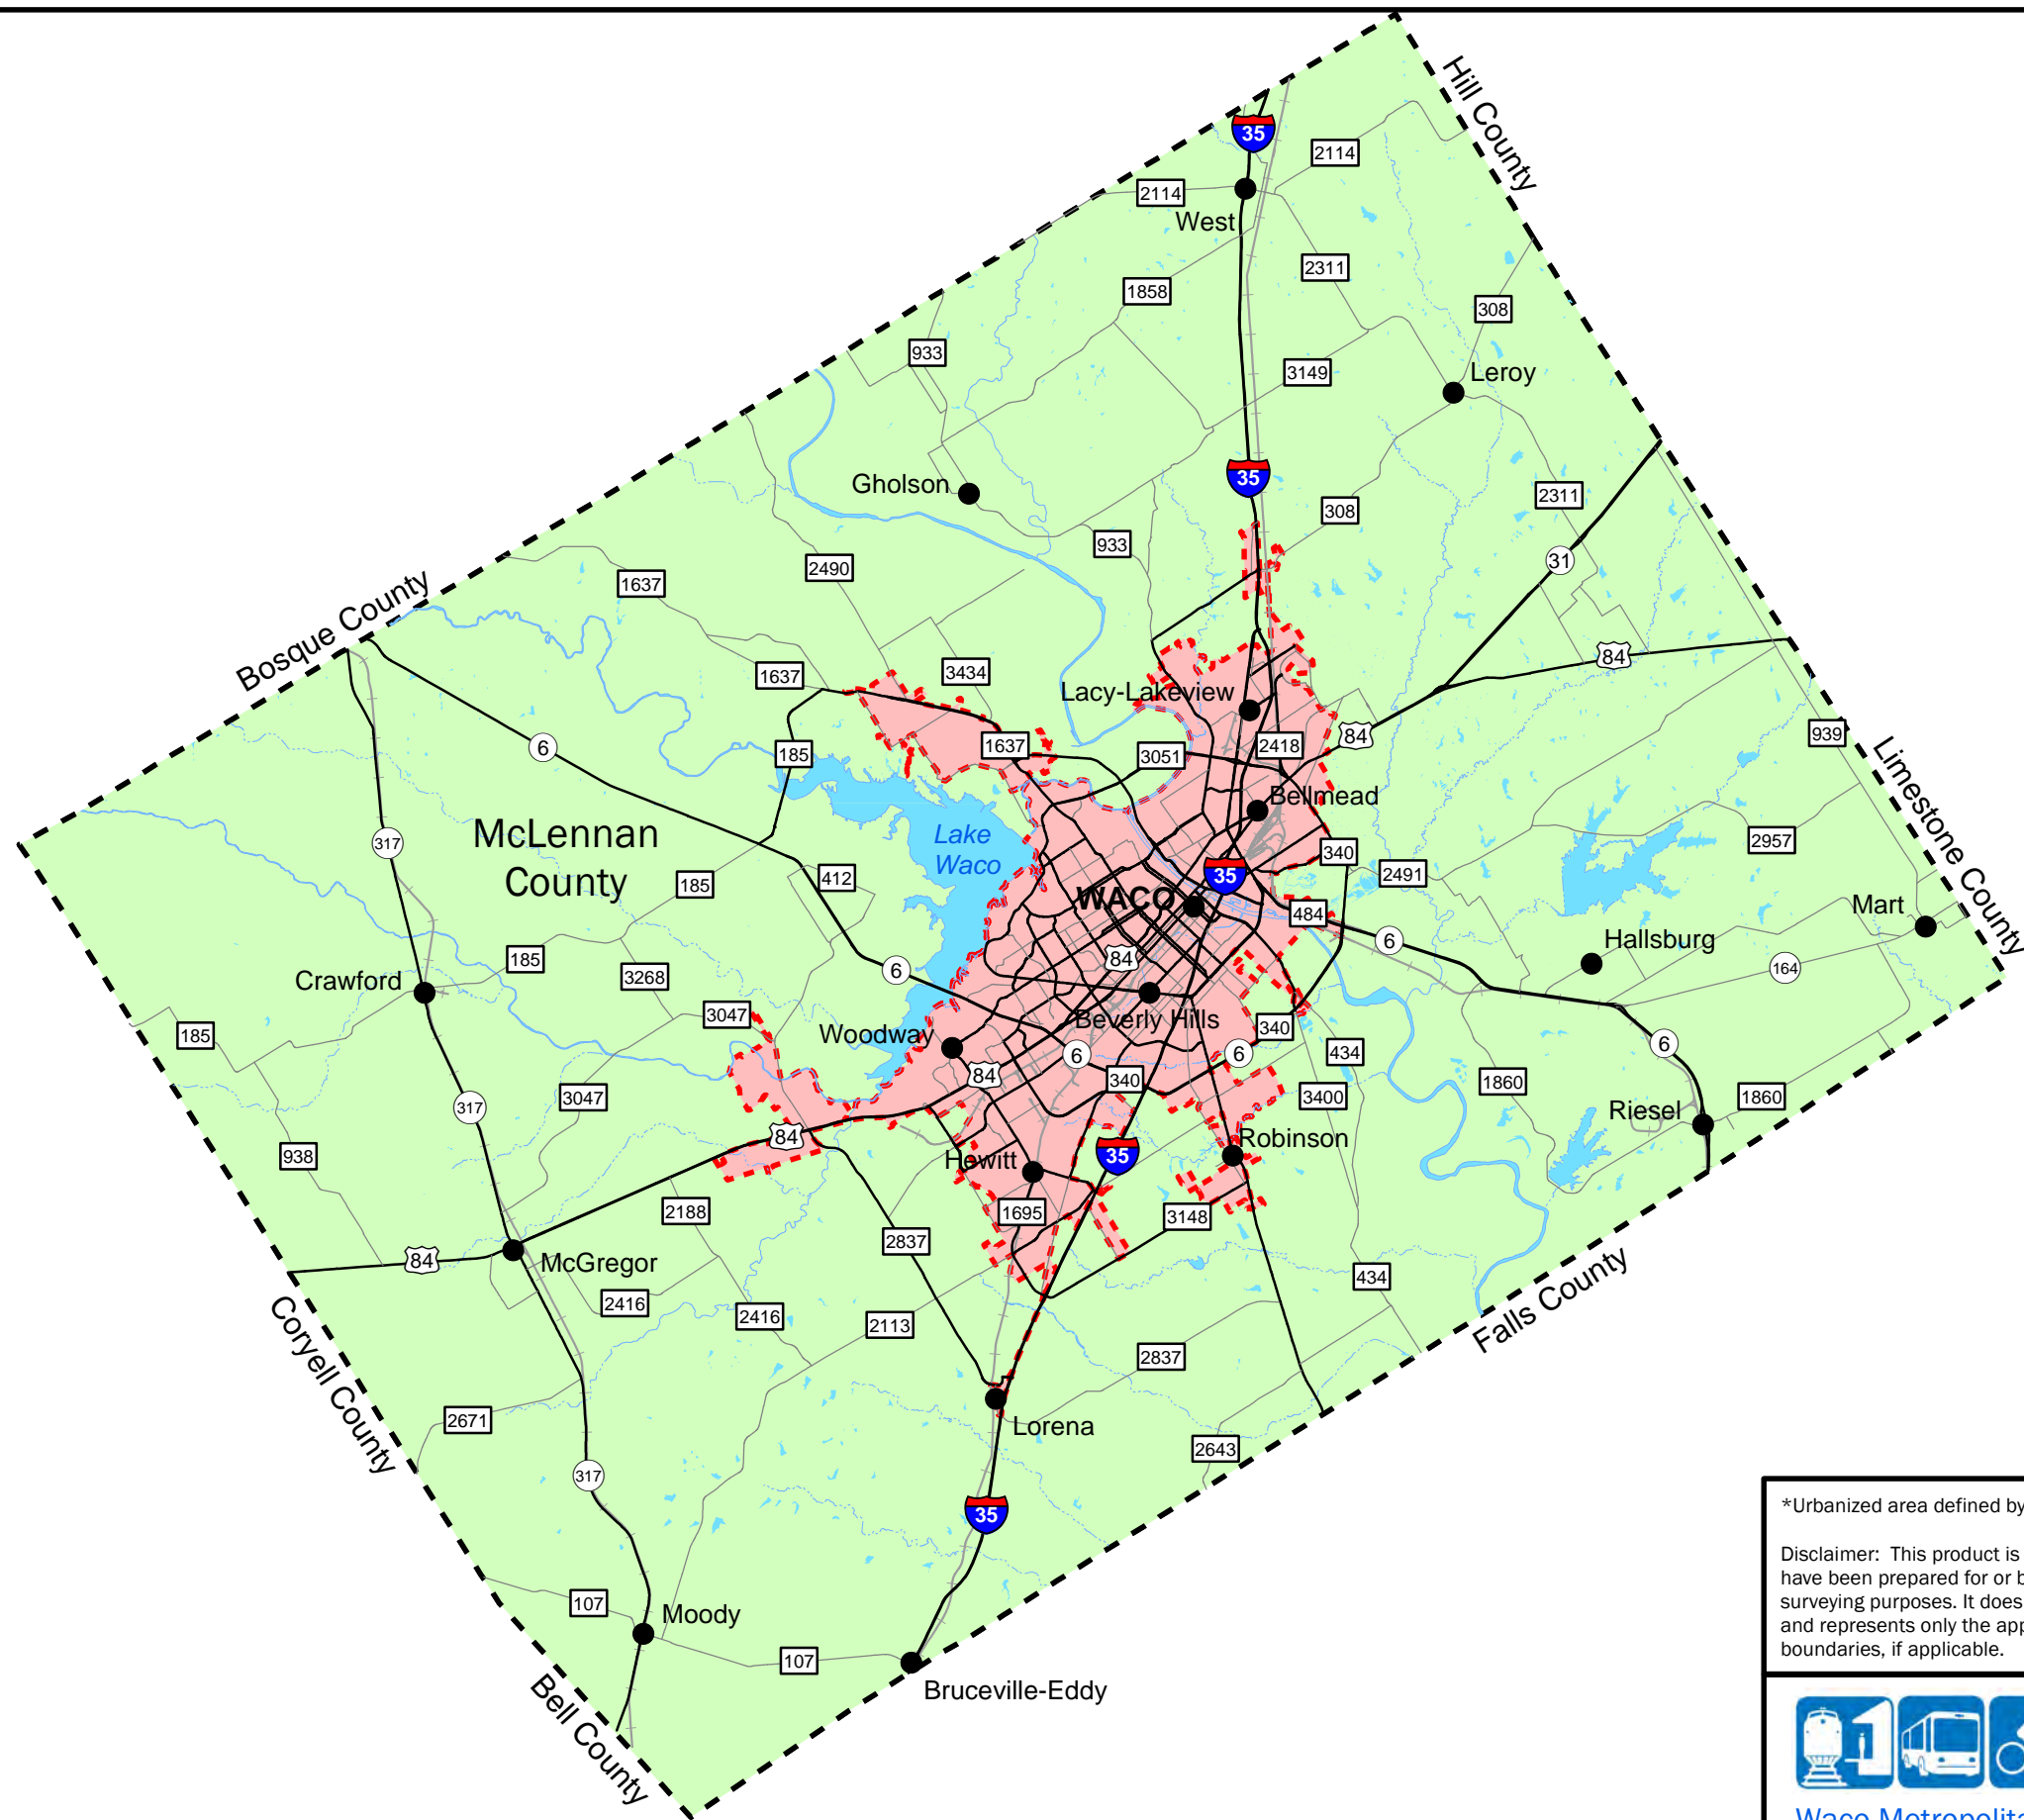 Hill County
35
2114
2114
West
2311
1858
308
933
3149
Leroy
35
Gholson
2311
308
933
31
2490
1637
Bosque County
84
3434
1637
Lacy-Lakeview
939
84
1637
2418
6
3051
185
Limestone County
Bellmead
McLennan
County
Lake
Waco
317
2957
340
35
2491
412
185
WACO
Mart
484
6
Hallsburg
185
84
164
6
3268
Crawford
3047
Beverly Hills
340
185
Woodway
6
6
434
6
84
340
1860
3400
3047
317
1860
Riesel
84
Robinson
35
938
Hewitt
2188
1695
3148
2837
84
McGregor
434
2416
Falls County
2416
2113
Coryell County
2837
2671
Lorena
2643
317
35
*Urbanized area defined by
Disclaimer: This product is
have been prepared for or b
surveying purposes. It does
and represents only the app
boundaries, if applicable.
107
Moody
107
Bruceville-Eddy
Bell County
Waco Metropolita